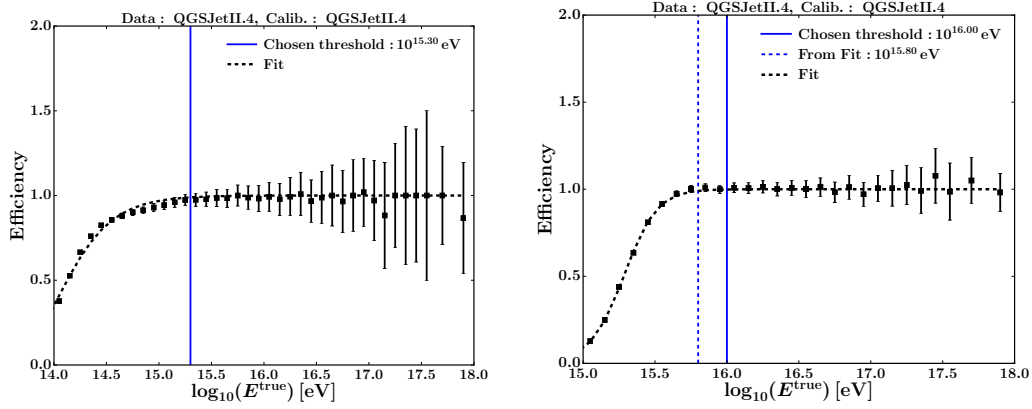 Data : QGSJetII.4, Calib. : QGSJetII.4
Chosen threshold : 10^15.30 eV
Fit
Efficiency
2.0
1.5
1.0
0.5
0.0
14.0 14.5 15.0 15.5 16.0 16.5 17.0 17.5 18.0
log₁₀(E^true) [eV]
Data : QGSJetII.4, Calib. : QGSJetII.4
Chosen threshold : 10^16.00 eV
From Fit : 10^15.80 eV
Fit
Efficiency
2.0
1.5
1.0
0.5
0.0
15.0 15.5 16.0 16.5 17.0 17.5 18.0
log₁₀(E^true) [eV]